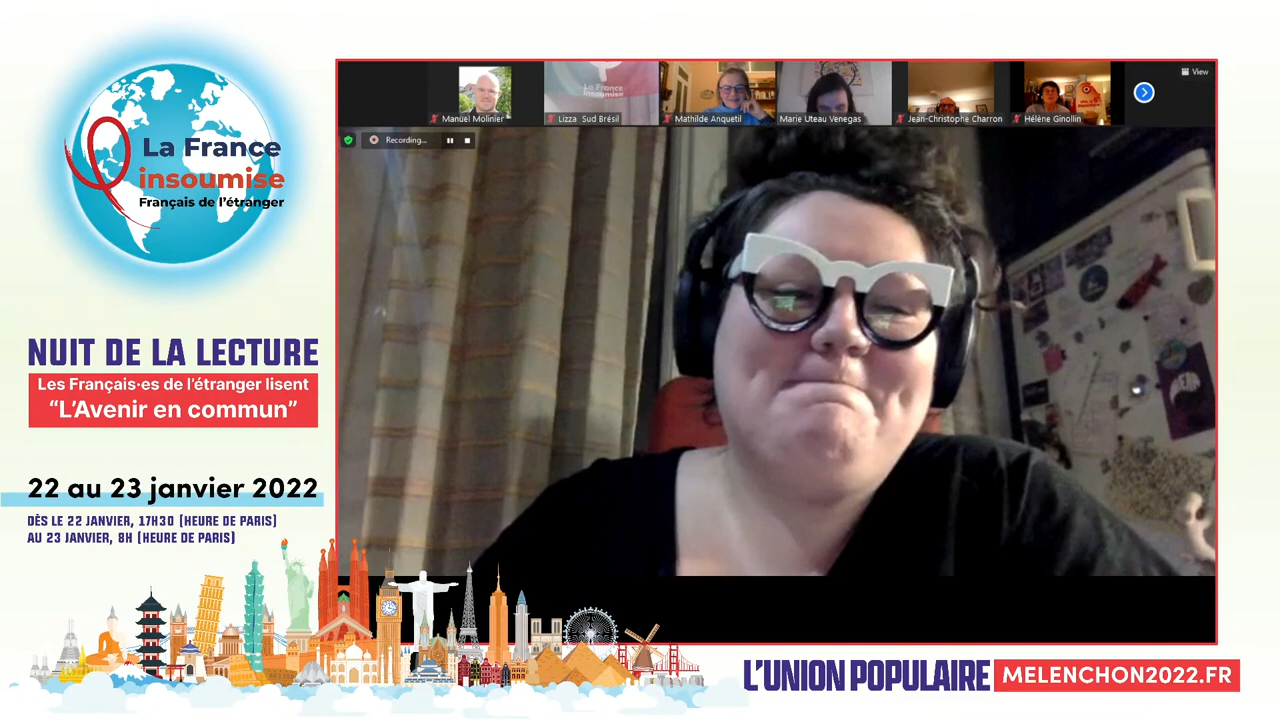 La France
insoumise
Français de l'étranger
NUIT DE LA LECTURE
Les Français·es de l'étranger lisent
“L'Avenir en commun”
22 au 23 janvier 2022
DÈS LE 22 JANVIER, 17H30 (HEURE DE PARIS)
AU 23 JANVIER, 8H (HEURE DE PARIS)
Manuel Molinier
La France
insoumise
Lizza Sud Brésil
Mathilde Anquetil
Marie Uteau Venegas
Jean-Christophe Charron
Hélène Ginollin
View
Recording...
L'UNION POPULAIRE
MELENCHON2022.FR